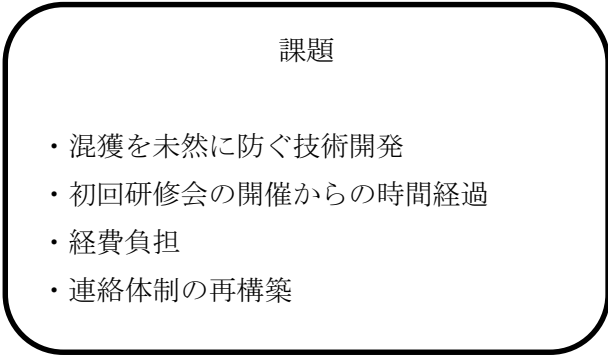 課題
・混獲を未然に防ぐ技術開発
・初回研修会の開催からの時間経過
・経費負担
・連絡体制の再構築